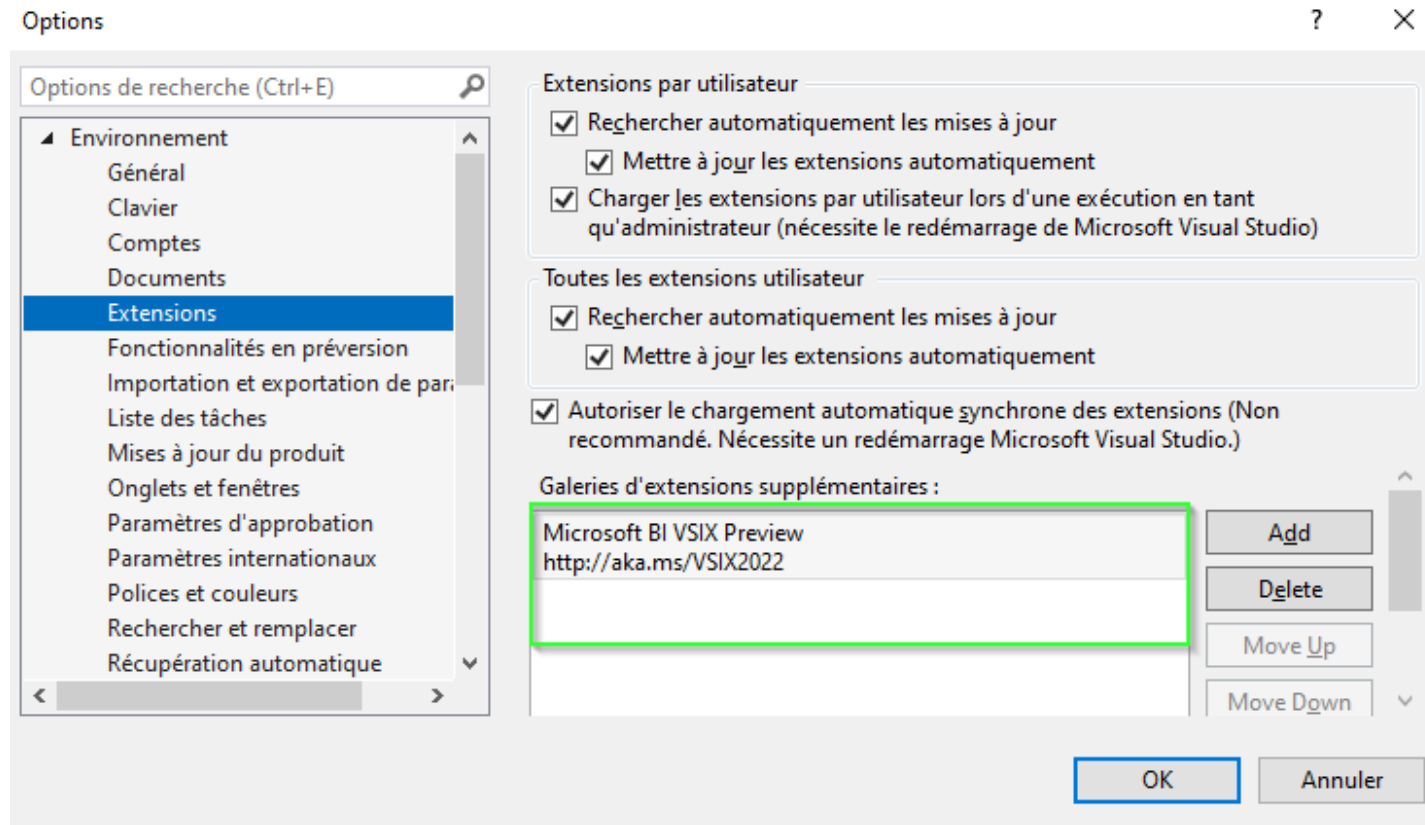 Options
?
Options de recherche (Ctrl+E)
Environnement
Général
Clavier
Comptes
Documents
Extensions
Fonctionnalités en préversion
Importation et exportation de para
Liste des tâches
Mises à jour du produit
Onglets et fenêtres
Paramètres d'approbation
Paramètres internationaux
Polices et couleurs
Rechercher et remplacer
Récupération automatique
Extensions par utilisateur
Rechercher automatiquement les mises à jour
Mettre à jour les extensions automatiquement
Charger les extensions par utilisateur lors d'une exécution en tant
qu'administrateur (nécessite le redémarrage de Microsoft Visual Studio)
Toutes les extensions utilisateur
Rechercher automatiquement les mises à jour
Mettre à jour les extensions automatiquement
Autoriser le chargement automatique synchrone des extensions (Non
recommandé. Nécessite un redémarrage Microsoft Visual Studio.)
Galeries d'extensions supplémentaires :
Microsoft BI VSIX Preview
http://aka.ms/VSIX2022
Add
Delete
Move Up
Move Down
OK
Annuler